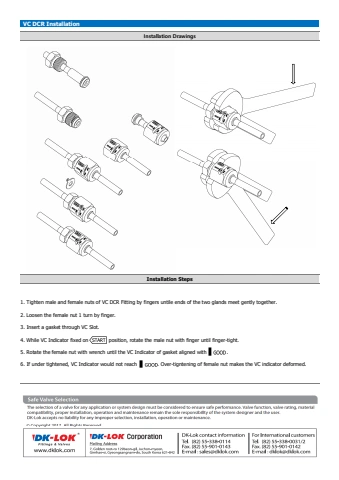 VC DCR Installation
Installation Drawings
Installation Steps
1. Tighten male and female nuts of VC DCR Fitting by fingers untile ends of the two glands meet gently together.
2. Loosen the female nut 1 turn by finger.
3. Insert a gasket through VC Slot.
4. While VC Indicator fixed on START position, rotate the male nut with finger until finger-tight.
5. Rotate the female nut with wrench until the VC Indicator of gasket aligned with GOOD.
6. If under tightened, VC Indicator would not reach GOOD. Over-tightening of female nut makes the VC indicator deformed.
Safe Valve Selection
The selection of a valve for any application or system design must be considered to ensure safe performance. Valve function, valve rating, material
compatibility, proper installation, operation and maintenance remain the sole responsibility of the system designer and the user.
DK-Lok accepts no liability for any improper selection, installation, operation or maintenance.
DK-LOK
Fittings & Valves
www.dklok.com
DK-LOK Corporation
Mailing Address
DK-Lok contact information
Tel. (82) 55-338-0114
Fax. (82) 55-901-0143
E-mail : sales@dklok.com
For International customers
Tel. (82) 55-338-0031/2
Fax. (82) 55-901-0142
E-mail : dklok@dklok.com